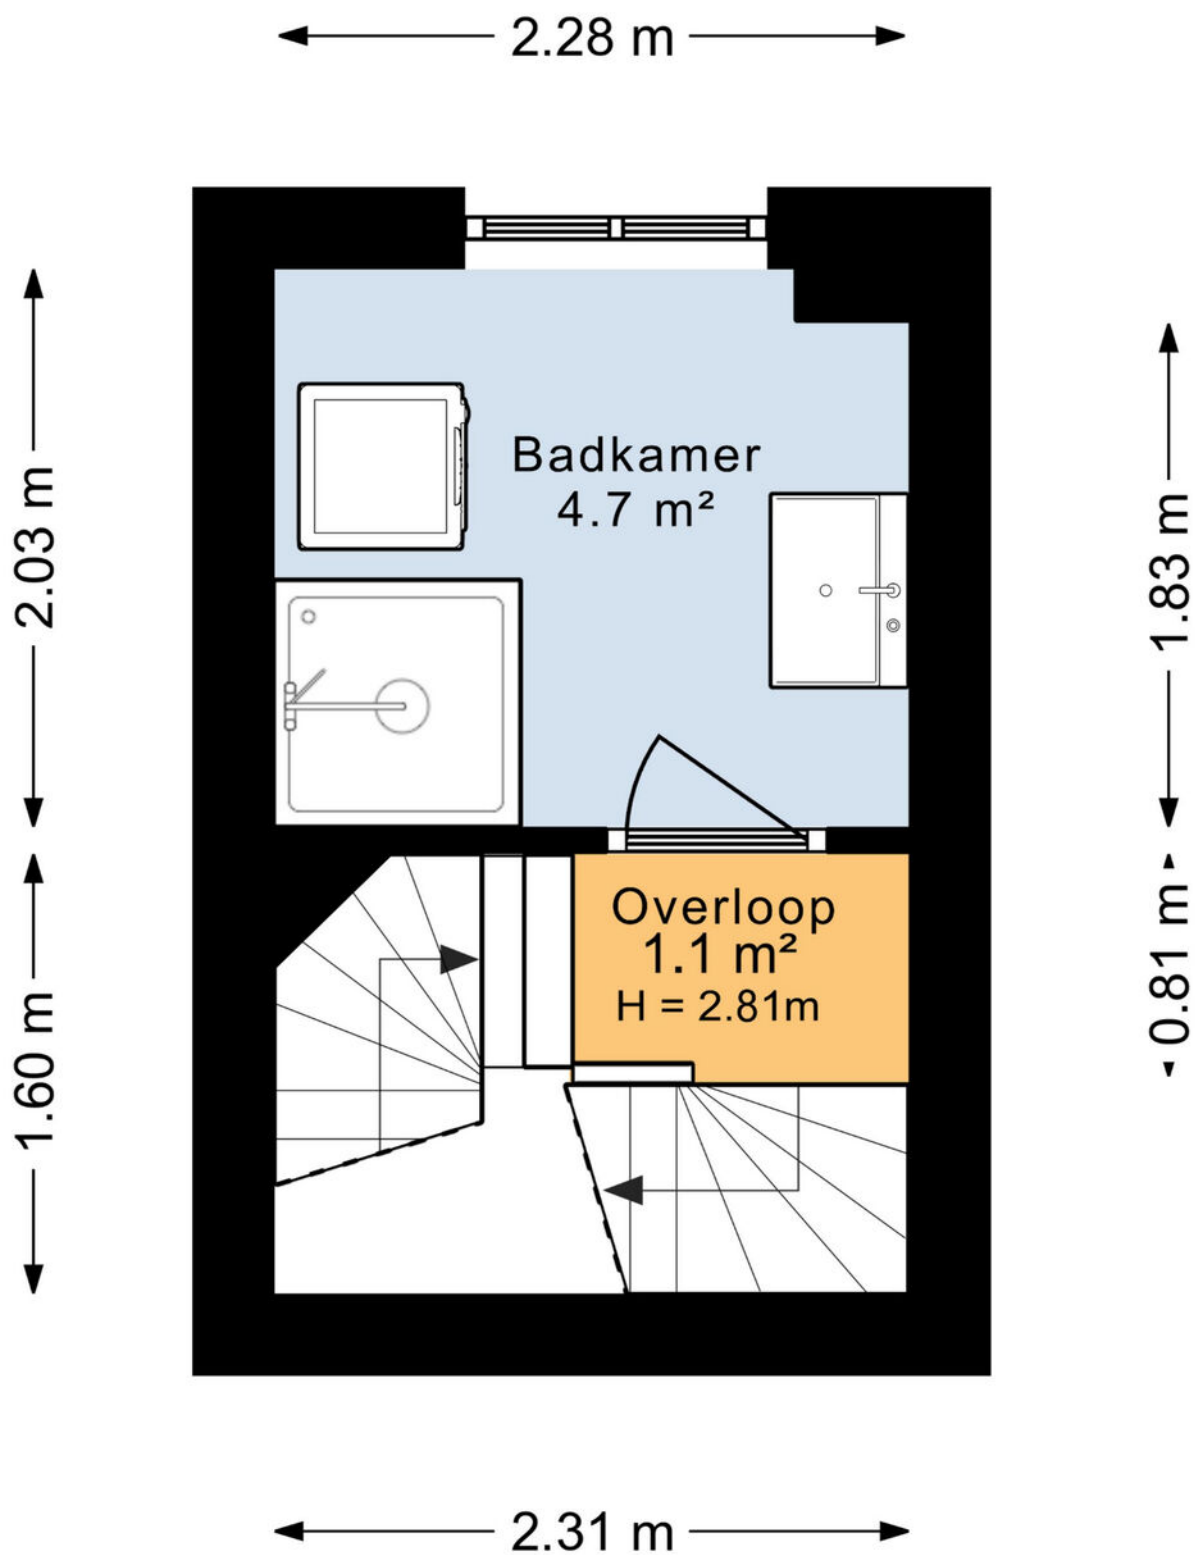 2.28 m
2.03 m
Badkamer
4.7 m²
1.83 m
Overloop
1.1 m²
H = 2.81m
1.60 m
0.81 m
2.31 m